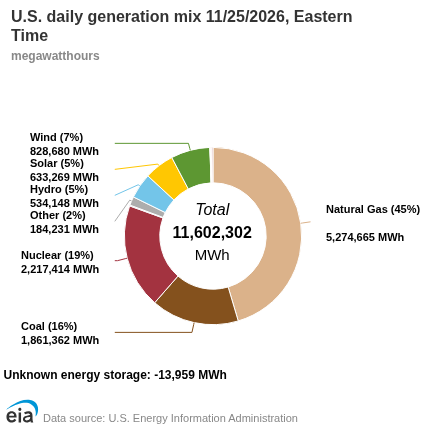 U.S. daily generation mix 11/25/2026, Eastern
Time
megawatthours
Wind (7%)
828,680 MWh
Solar (5%)
633,269 MWh
Hydro (5%)
534,148 MWh
Other (2%)
184,231 MWh
Nuclear (19%)
2,217,414 MWh
Coal (16%)
1,861,362 MWh
Total
11,602,302
MWh
Natural Gas (45%)
5,274,665 MWh
Unknown energy storage: -13,959 MWh
eia
Data source: U.S. Energy Information Administration